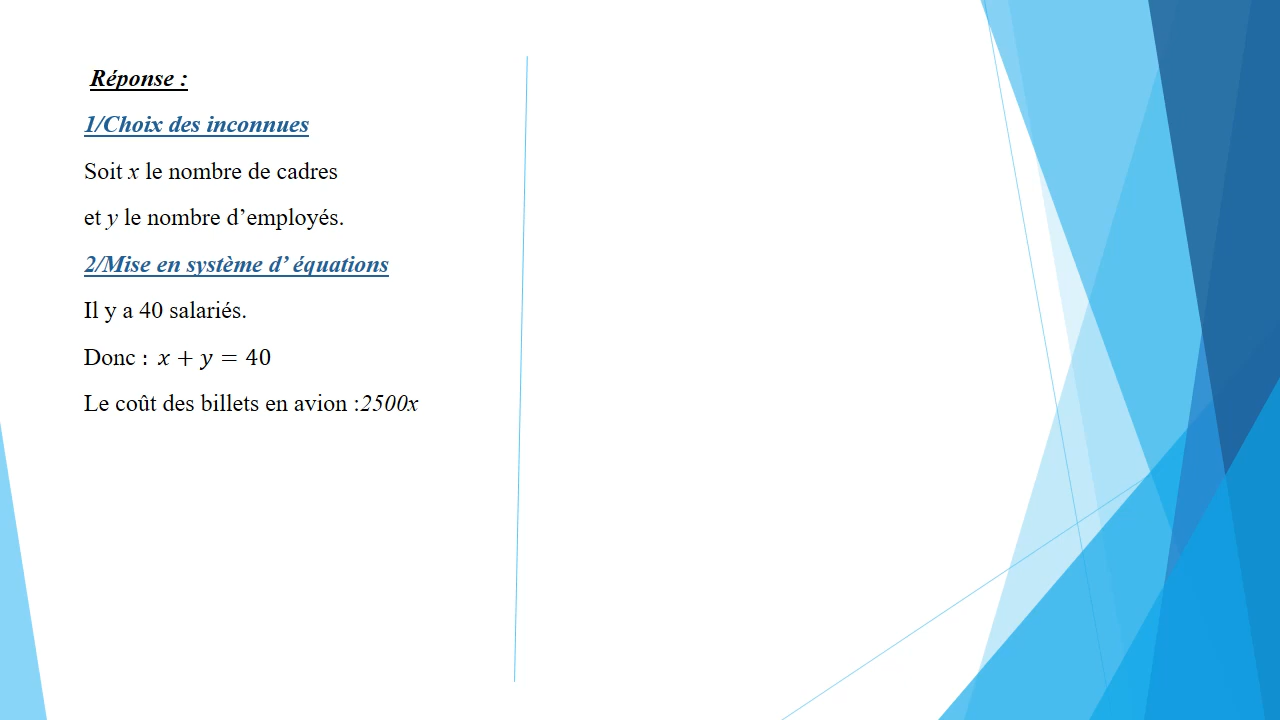 Réponse :
1/Choix des inconnues
Soit x le nombre de cadres
et y le nombre d’employés.
2/Mise en système d’ équations
Il y a 40 salariés.
Donc : x + y = 40
Le coût des billets en avion :2500x